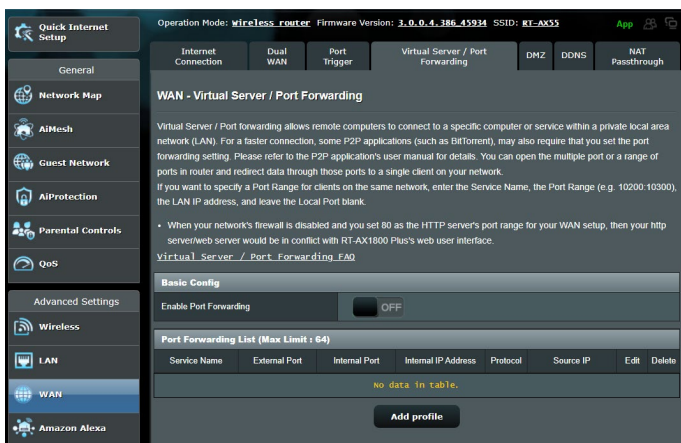 Quick Internet
Setup
General
Network Map
AiMesh
Guest Network
AiProtection
Parental Controls
QoS
Advanced Settings
Wireless
LAN
WAN
Amazon Alexa
Operation Mode: Wireless router Firmware Version: 3.0.0.4.386_45934 SSID: RT-AX55 App
Internet
Connection
Dual
WAN
Port
Trigger
Virtual Server / Port
Forwarding
DMZ
DDNS
NAT
Passthrough
WAN - Virtual Server / Port Forwarding
Virtual Server / Port forwarding allows remote computers to connect to a specific computer or service within a private local area
network (LAN). For a faster connection, some P2P applications (such as BitTorrent), may also require that you set the port
forwarding setting. Please refer to the P2P application's user manual for details. You can open the multiple port or a range of
ports in router and redirect data through those ports to a single client on your network.
If you want to specify a Port Range for clients on the same network, enter the Service Name, the Port Range (e.g. 10200:10300),
the LAN IP address, and leave the Local Port blank.
• When your network's firewall is disabled and you set 80 as the HTTP server's port range for your WAN setup, then your http
server/web server would be in conflict with RT-AX1800 Plus's web user interface.
Virtual Server / Port Forwarding FAQ
Basic Config
Enable Port Forwarding OFF
Port Forwarding List (Max Limit : 64)
Service Name External Port Internal Port Internal IP Address Protocol Source IP Edit Delete
No data in table.
Add profile